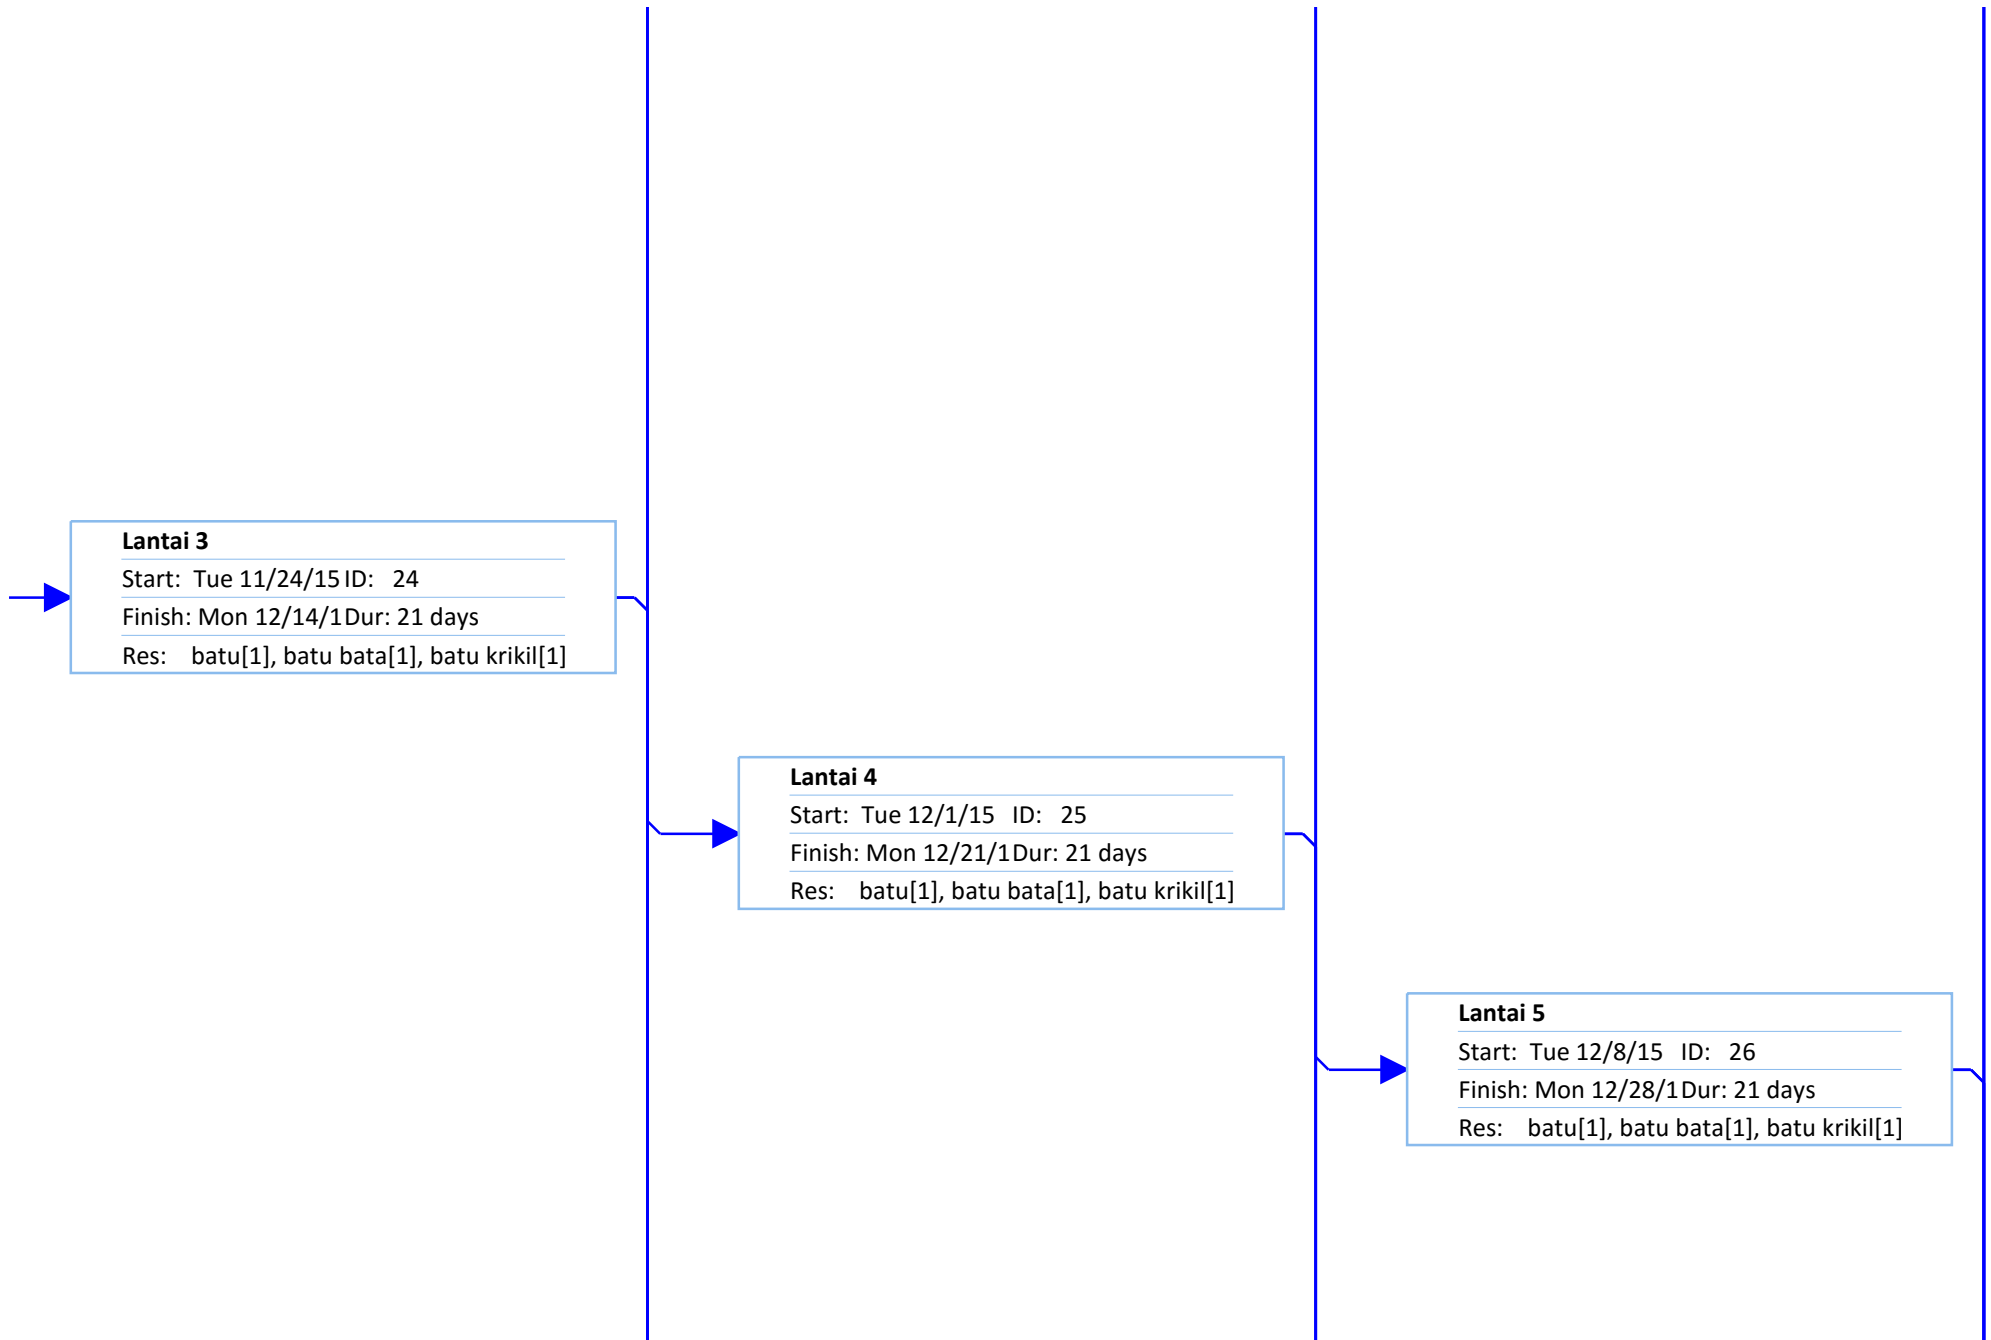 Lantai 3
Start: Tue 11/24/15 ID: 24
Finish: Mon 12/14/1 Dur: 21 days
Res: batu[1], batu bata[1], batu krikil[1]
Lantai 4
Start: Tue 12/1/15 ID: 25
Finish: Mon 12/21/1 Dur: 21 days
Res: batu[1], batu bata[1], batu krikil[1]
Lantai 5
Start: Tue 12/8/15 ID: 26
Finish: Mon 12/28/1 Dur: 21 days
Res: batu[1], batu bata[1], batu krikil[1]